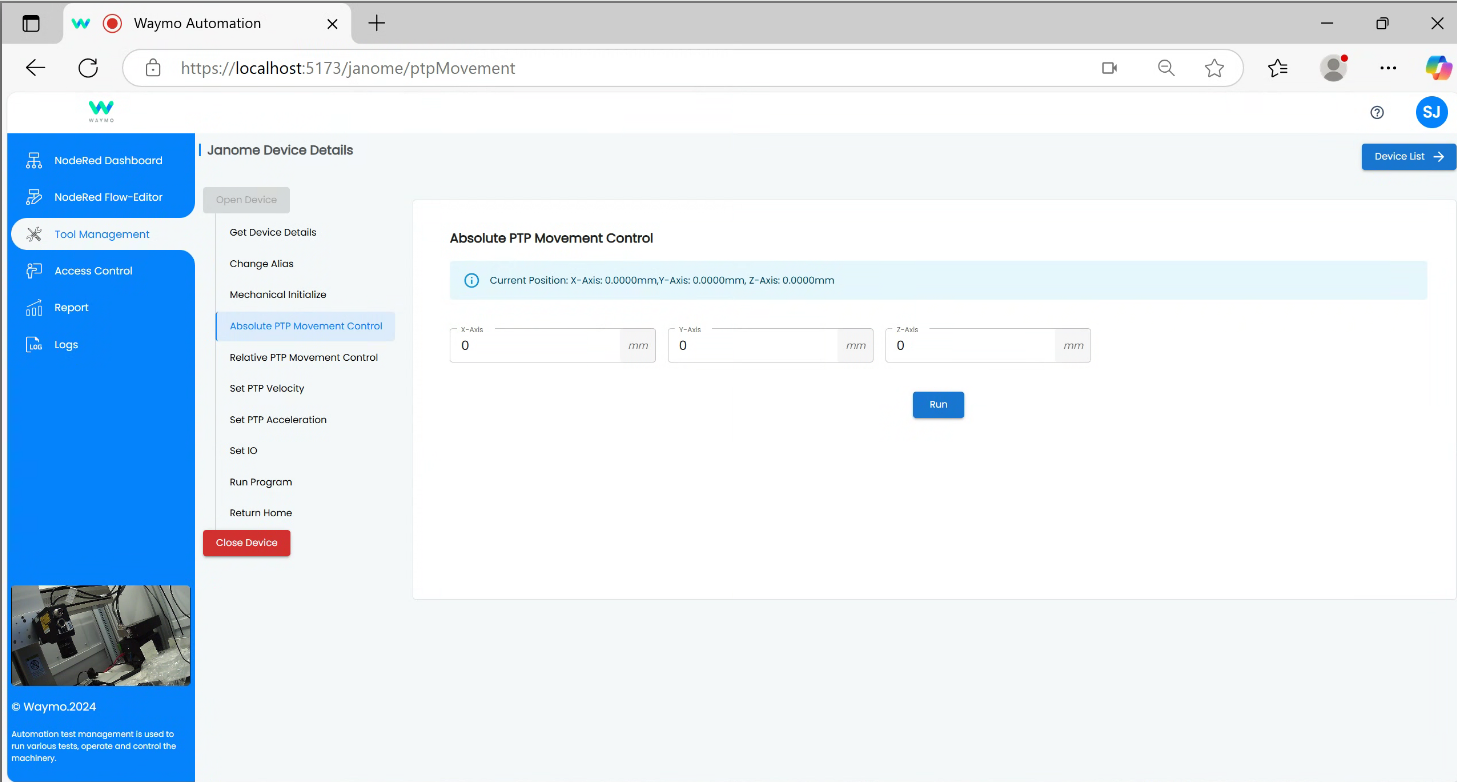 Waymo Automation
https://localhost:5173/janome/ptpMovement
WAYMO
SJ
NodeRed Dashboard
NodeRed Flow-Editor
Tool Management
Access Control
Report
LOG
Logs
© Waymo.2024
Automation test management is used to
run various tests, operate and control the
machinery.
Janome Device Details
Device List
Open Device
Get Device Details
Change Alias
Mechanical Initialize
Absolute PTP Movement Control
Relative PTP Movement Control
Set PTP Velocity
Set PTP Acceleration
Set IO
Run Program
Return Home
Close Device
Absolute PTP Movement Control
Current Position: X-Axis: 0.0000mm,Y-Axis: 0.0000mm, Z-Axis: 0.0000mm
X-Axis
0 mm
Y-Axis
0 mm
Z-Axis
0 mm
Run